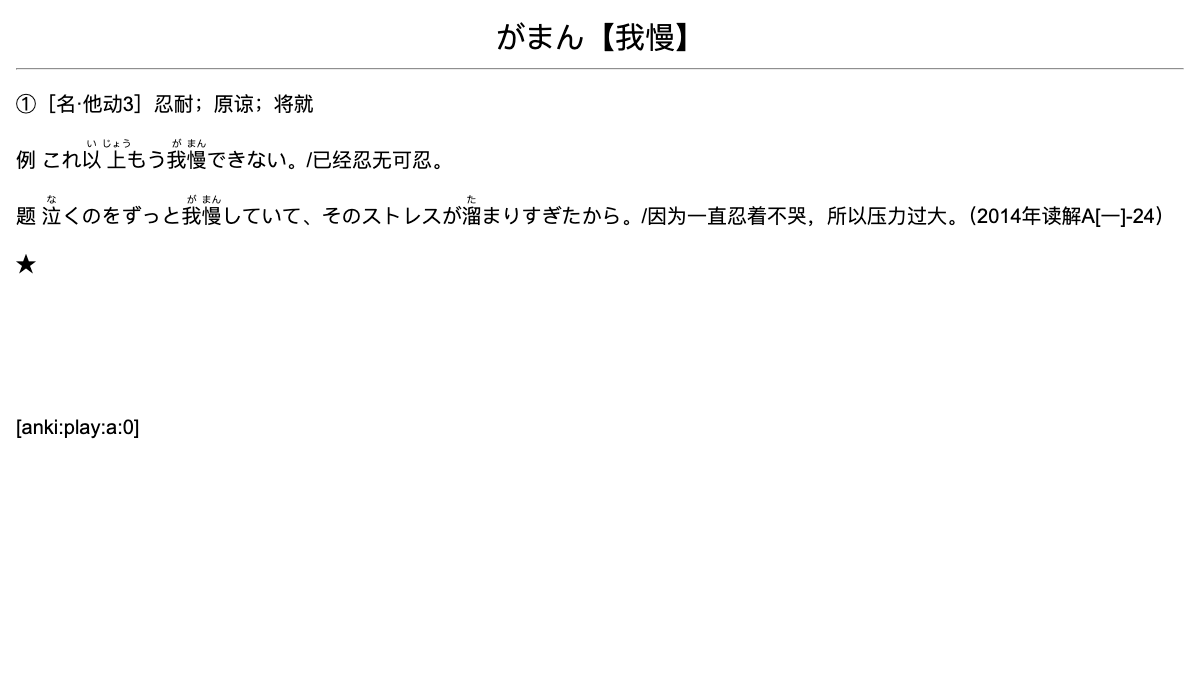 がまん【我慢】
①［名·他动3］忍耐；原谅；将就
例 これ以上もう我慢できない。/已经忍无可忍。
题 泣くのをずっと我慢していて、そのストレスが溜まりすぎたから。/因为一直忍着不哭，所以压力过大。（2014年读解A[一]-24）
★
[anki:play:a:0]